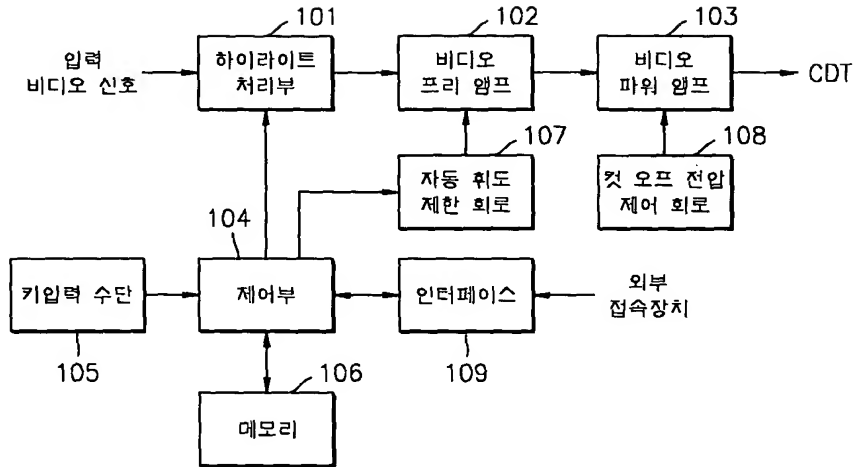 101
102
103
입력
비디오 신호
하이라이트
처리부
비디오
프리 앰프
비디오
파워 앰프
CDT
107
108
자동 휘도
제한 회로
컷 오프 전압
제어 회로
104
키입력 수단
제어부
인터페이스
외부
접속장치
105
106
109
메모리